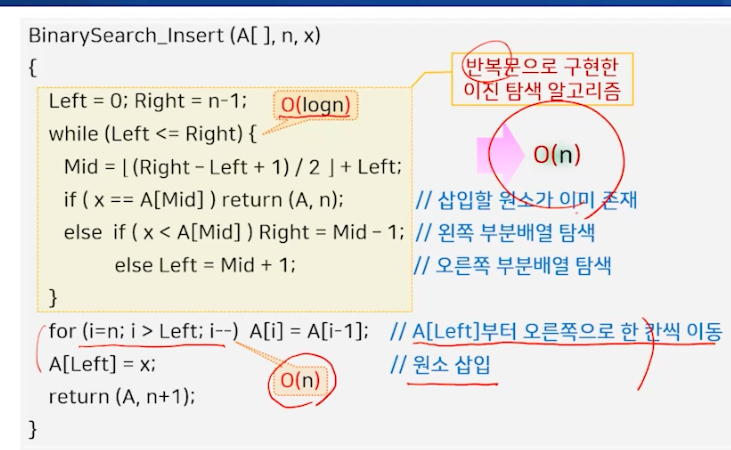 BinarySearch_Insert (A[ ], n, x)
{
반복문으로 구현한
이진 탐색 알고리즘
Left = 0; Right = n-1;
O(logn)
while (Left <= Right) {
Mid = ⌊ (Right – Left + 1) / 2 ⌋ + Left;
O(n)
if ( x == A[Mid] ) return (A, n); // 삽입할 원소가 이미 존재
else if ( x < A[Mid] ) Right = Mid – 1; // 왼쪽 부분배열 탐색
else Left = Mid + 1; // 오른쪽 부분배열 탐색
}
for (i=n; i > Left; i--) A[i] = A[i-1]; // A[Left]부터 오른쪽으로 한 칸씩 이동
A[Left] = x; // 원소 삽입
O(n)
return (A, n+1);
}